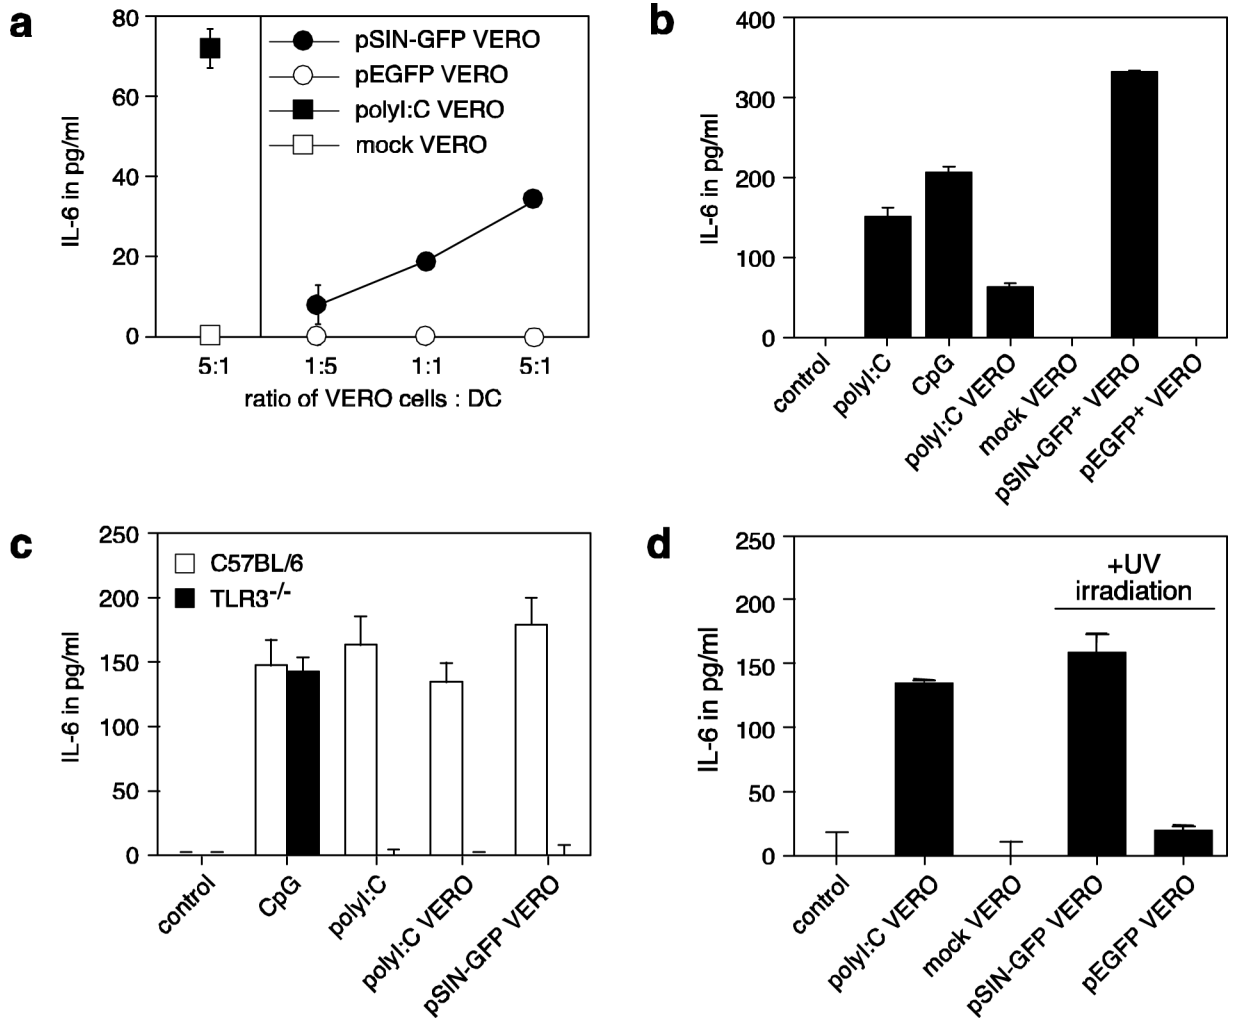 a
80
60
40
20
0
IL-6 in pg/ml
pSIN-GFP VERO
pEGFP VERO
polyI:C VERO
mock VERO
5:1 1:5 1:1 5:1
ratio of VERO cells : DC
b
400
300
200
100
0
IL-6 in pg/ml
control
polyI:C
CpG
polyI:C VERO
mock VERO
pSIN-GFP+ VERO
pEGFP+ VERO
c
250
200
150
100
50
0
IL-6 in pg/ml
C57BL/6
TLR3-/-
control
CpG
polyI:C
polyI:C VERO
pSIN-GFP VERO
d
250
200
150
100
50
0
IL-6 in pg/ml
+UV
irradiation
control
polyI:C VERO
mock VERO
pSIN-GFP VERO
pEGFP VERO